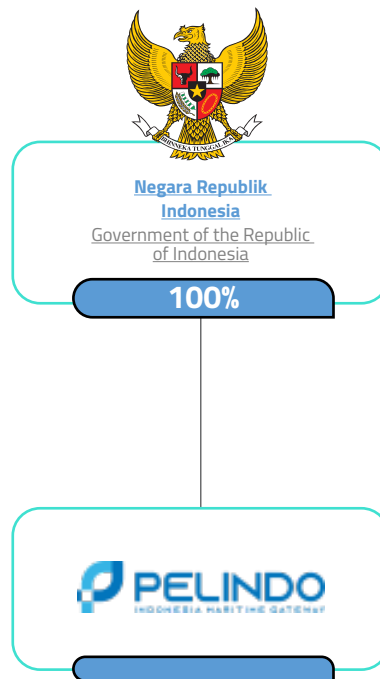 BHINNEKA TUNGGAL IKA
Negara Republik
Indonesia
Government of the Republic
of Indonesia
100%
PELINDO
INDONESIA MARITIME GATEWAY